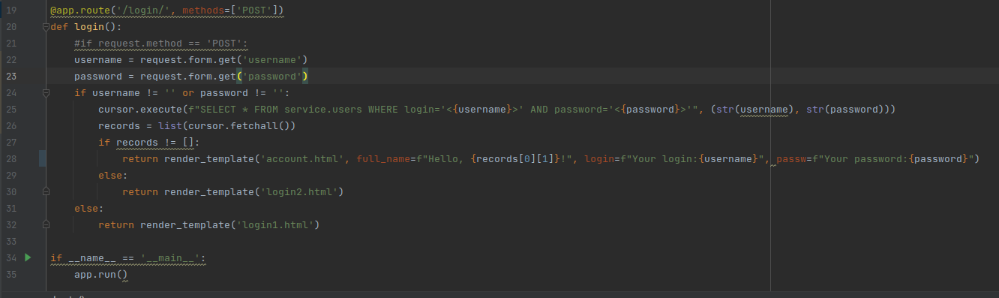 19 @app.route('/login/', methods=['POST'])
20 def login():
21 #if request.method == 'POST':
22 username = request.form.get('username')
23 password = request.form.get('password')
24 if username != '' or password != '':
25 cursor.execute(f"SELECT * FROM service.users WHERE login='<{username}>' AND password='<{password}>'", (str(username), str(password)))
26 records = list(cursor.fetchall())
27 if records != []:
28 return render_template('account.html', full_name=f"Hello, {records[0][1]}!", login=f"Your login:{username}", passw=f"Your password:{password}")
29 else:
30 return render_template('login2.html')
31 else:
32 return render_template('login1.html')
33
34 if __name__ == '__main__':
35 app.run()